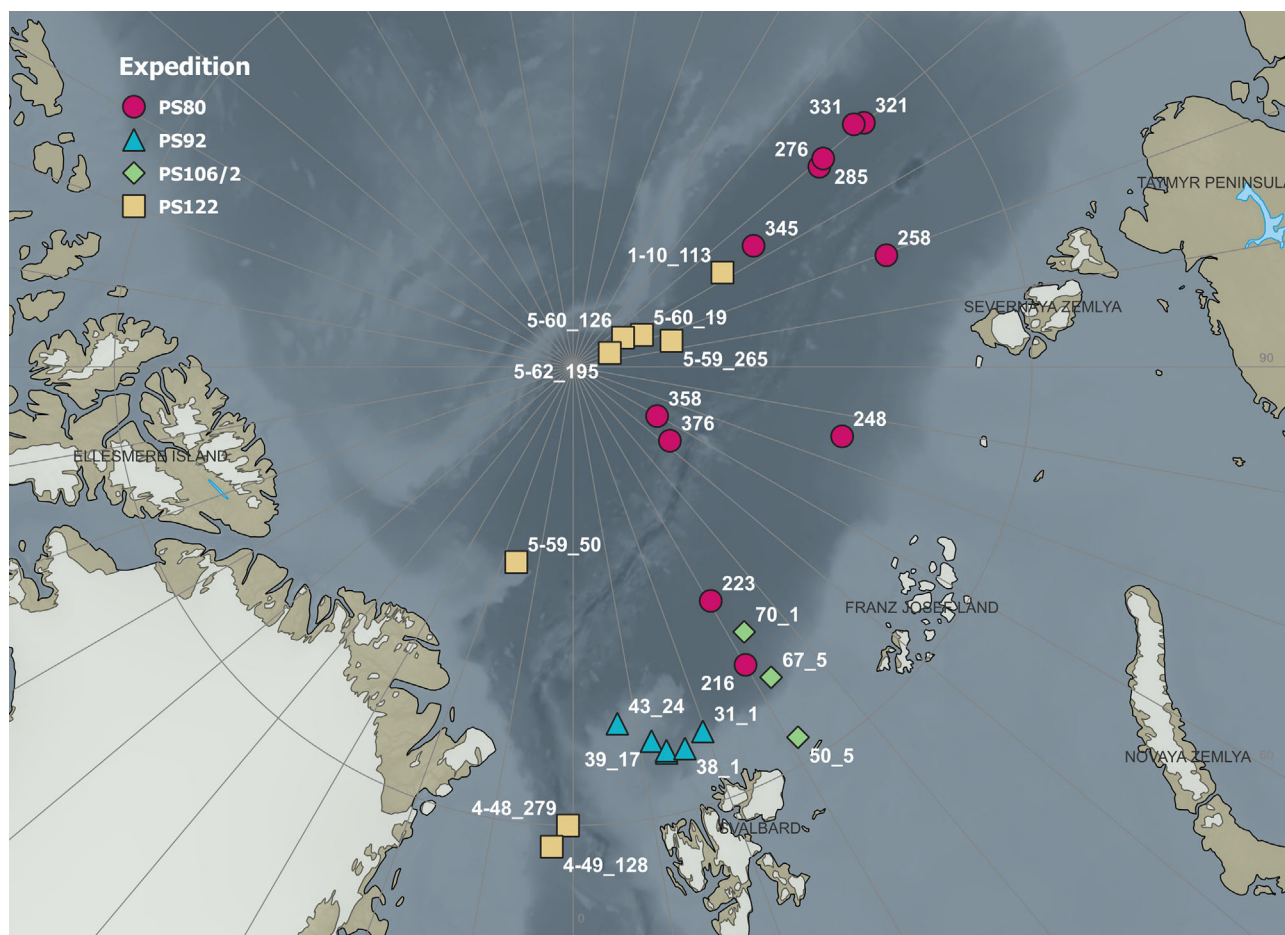 Expedition
PS80
PS92
PS106/2
PS122
331
321
276
285
TAYMYR PENINSULA
345
258
1-10_113
SEVERNAYA ZEMLYA
5-60_126
5-60_19
5-59_265
90
5-62_195
358
376
248
ELLESMERE ISLAND
5-59_50
223
FRANZ JOSEF LAND
70_1
67_5
216
43_24
31_1
39_17
38_1
50_5
NOVAYA ZEMLYA
60
4-48_279
SVALBARD
4-49_128
0